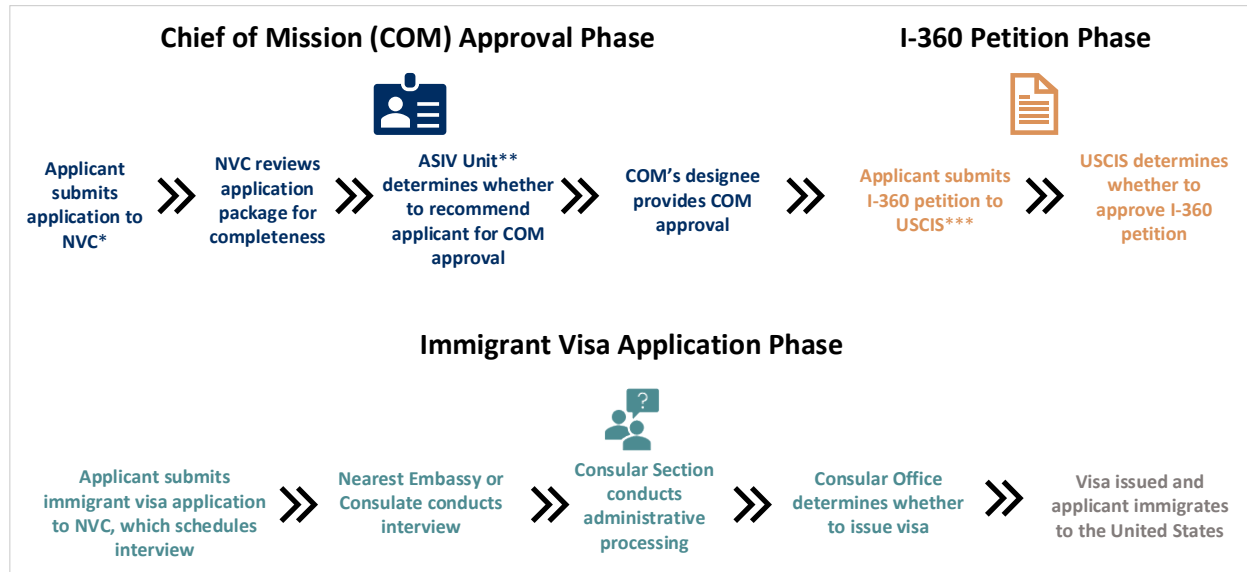 Chief of Mission (COM) Approval Phase
I-360 Petition Phase
Applicant
submits
application to
NVC*
NVC reviews
application
package for
completeness
ASIV Unit**
determines whether
to recommend
applicant for COM
approval
COM’s designee
provides COM
approval
Applicant submits
I-360 petition to
USCIS***
USCIS determines
whether to
approve I-360
petition
Immigrant Visa Application Phase
?
Applicant submits
immigrant visa application
to NVC, which schedules
interview
Nearest Embassy or
Consulate conducts
interview
Consular Section
conducts
administrative
processing
Consular Office
determines whether
to issue visa
Visa issued and
applicant immigrates
to the United States